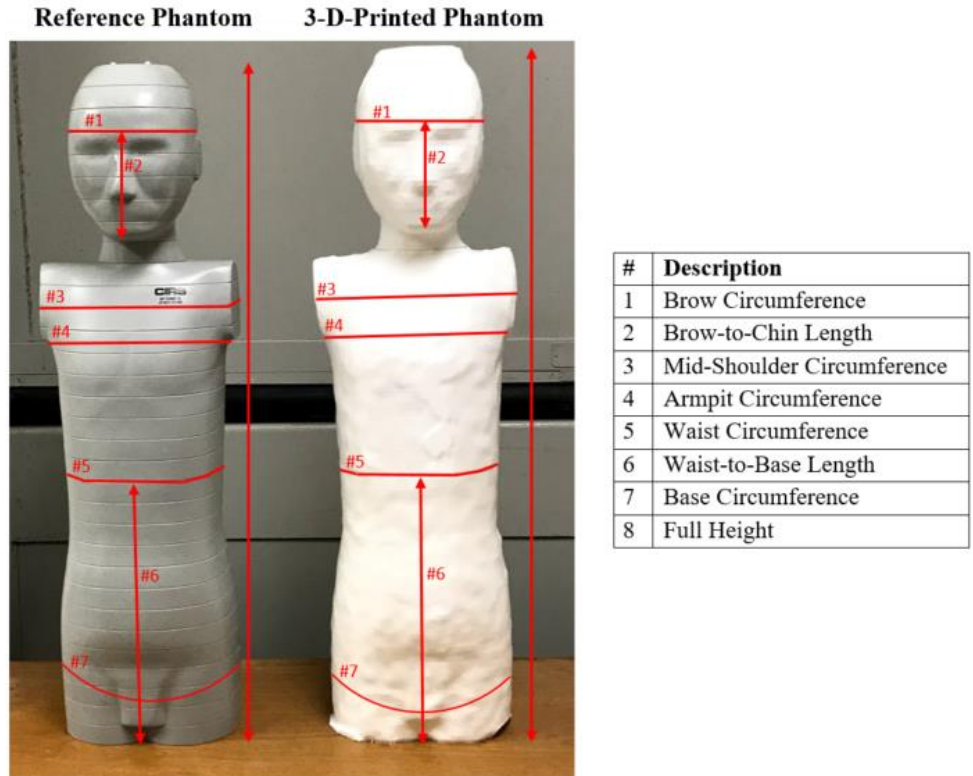 Reference Phantom
3-D-Printed Phantom
#1
#2
#3
CIRS
#4
#5
#6
#7
#1
#2
#3
#4
#5
#6
#7
# Description
1 Brow Circumference
2 Brow-to-Chin Length
3 Mid-Shoulder Circumference
4 Armpit Circumference
5 Waist Circumference
6 Waist-to-Base Length
7 Base Circumference
8 Full Height